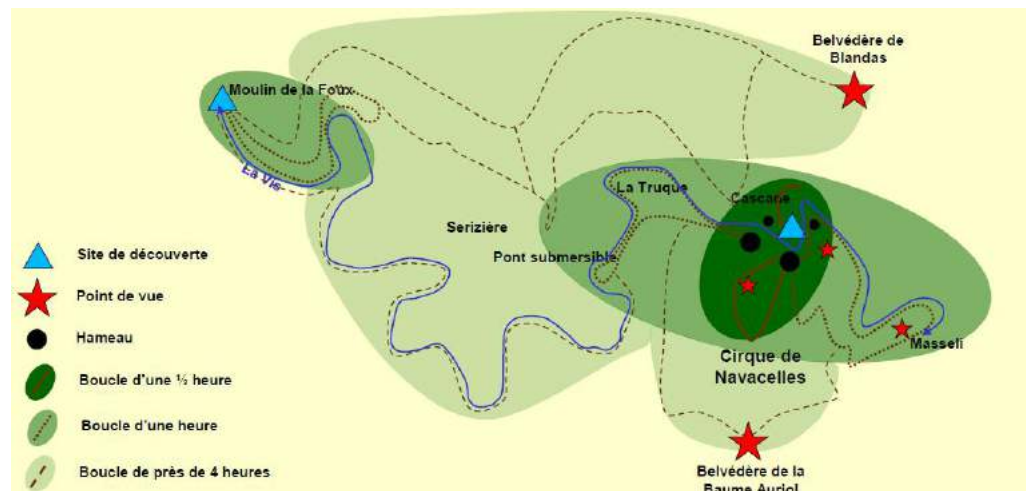 Belvédère de
Blandas
Moulin de la Foux
La Vis
La Truque
Cascade
Serizière
Pont submersible
Site de découverte
Point de vue
Masseli
Hameau
Cirque de
Navacelles
Boucle d'une ½ heure
Boucle d'une heure
Boucle de près de 4 heures
Belvédère de la
Baume Auriol